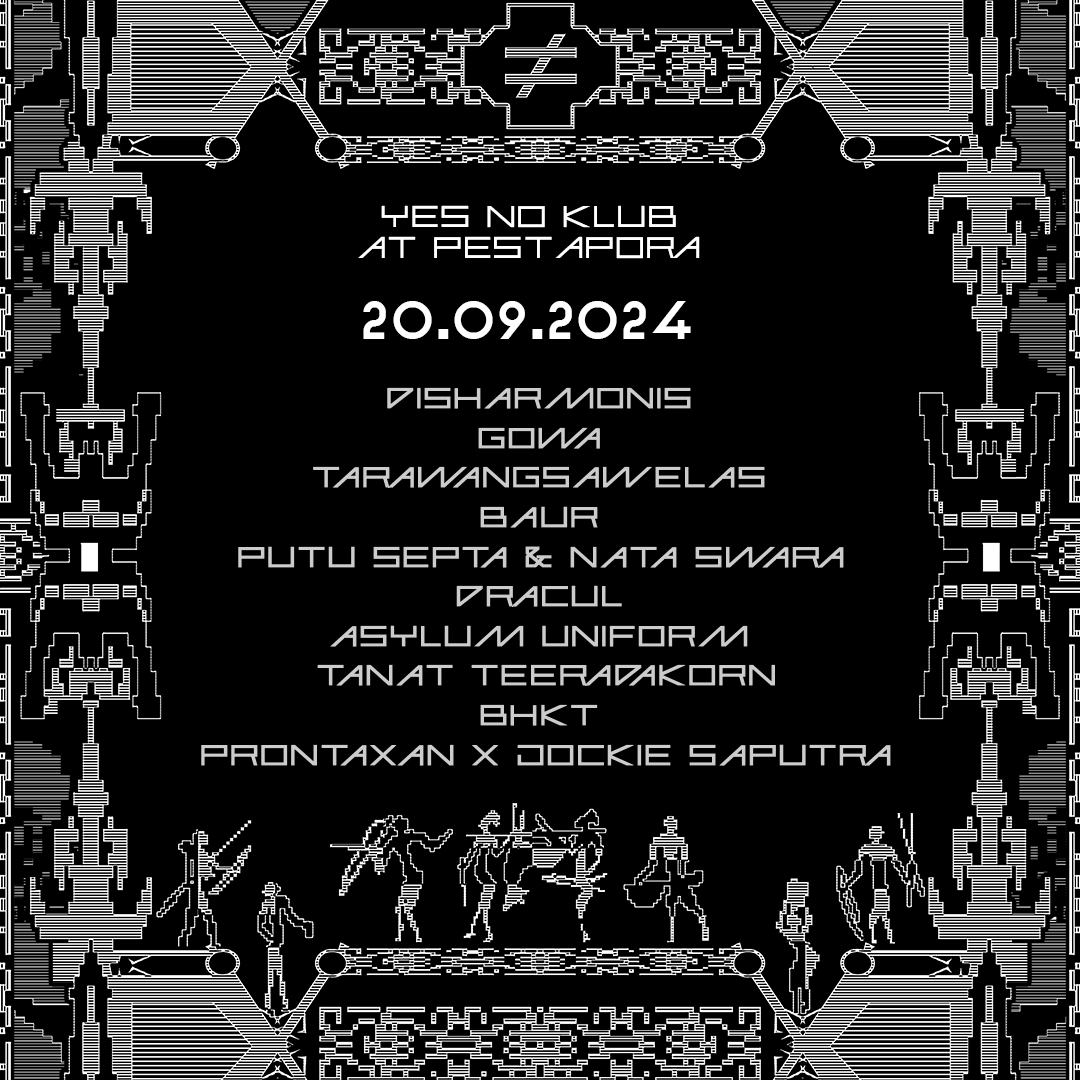 YES NO KLUB
AT PESTAPORA
20.09.2024
DISHARMONIS
GOWA
TARAWANGSAWELAS
BAUR
PUTU SEPTA & NATA SWARA
DRACUL
ASYLUM UNIFORM
TANAT TEERADAKORN
BHKT
PRONTAXAN X JOCKIE SAPUTRA